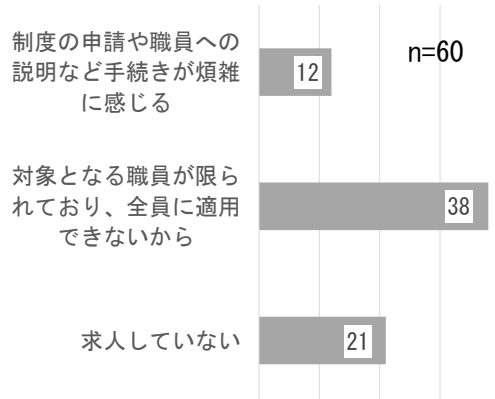 制度の申請や職員への
説明など手続きが煩雑
に感じる
12
n=60
対象となる職員が限ら
れており、全員に適用
できないから
38
求人していない
21